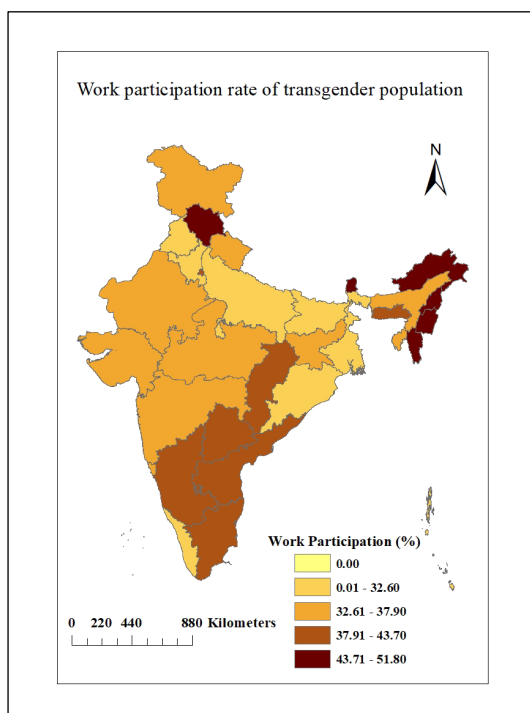 Work participation rate of transgender population
N
Work Participation (%)
0.00
0.01 - 32.60
32.61 - 37.90
37.91 - 43.70
43.71 - 51.80
0 220 440 880 Kilometers